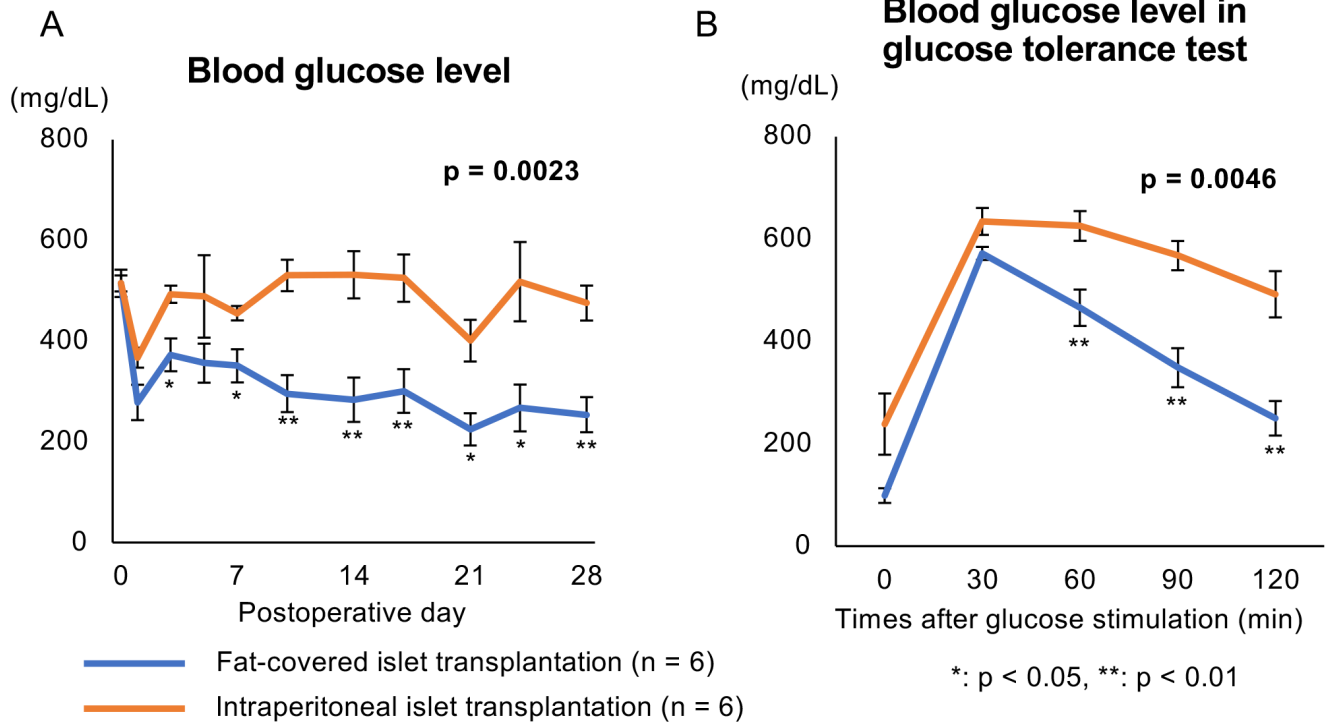 A
Blood glucose level
(mg/dL)
800
600
400
200
0
p = 0.0023
*
*
**
**
**
*
*
**
0 7 14 21 28
Postoperative day
B
Blood glucose level in
glucose tolerance test
(mg/dL)
800
600
400
200
0
p = 0.0046
**
**
**
0 30 60 90 120
Times after glucose stimulation (min)
Fat-covered islet transplantation (n = 6)
Intraperitoneal islet transplantation (n = 6)
*: p < 0.05, **: p < 0.01